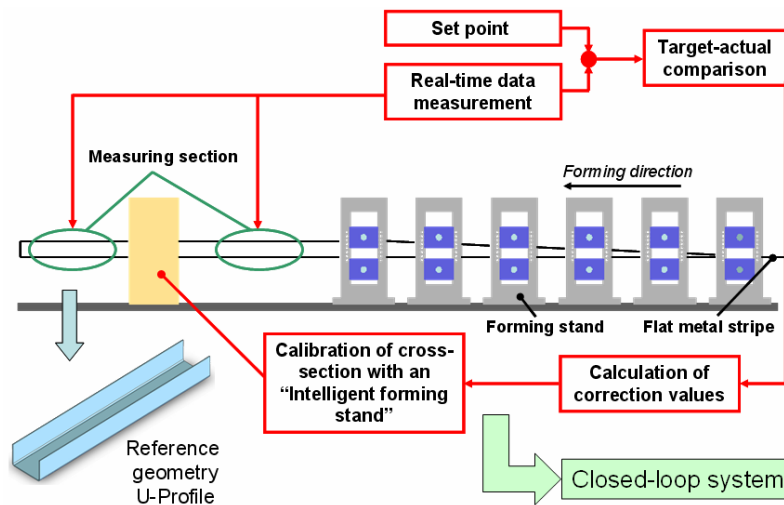 Set point
Target-actual
comparison
Real-time data
measurement
Measuring section
Forming direction
Forming stand
Flat metal stripe
Calibration of cross-
section with an
“Intelligent forming
stand”
Calculation of
correction values
Reference
geometry
U-Profile
Closed-loop system